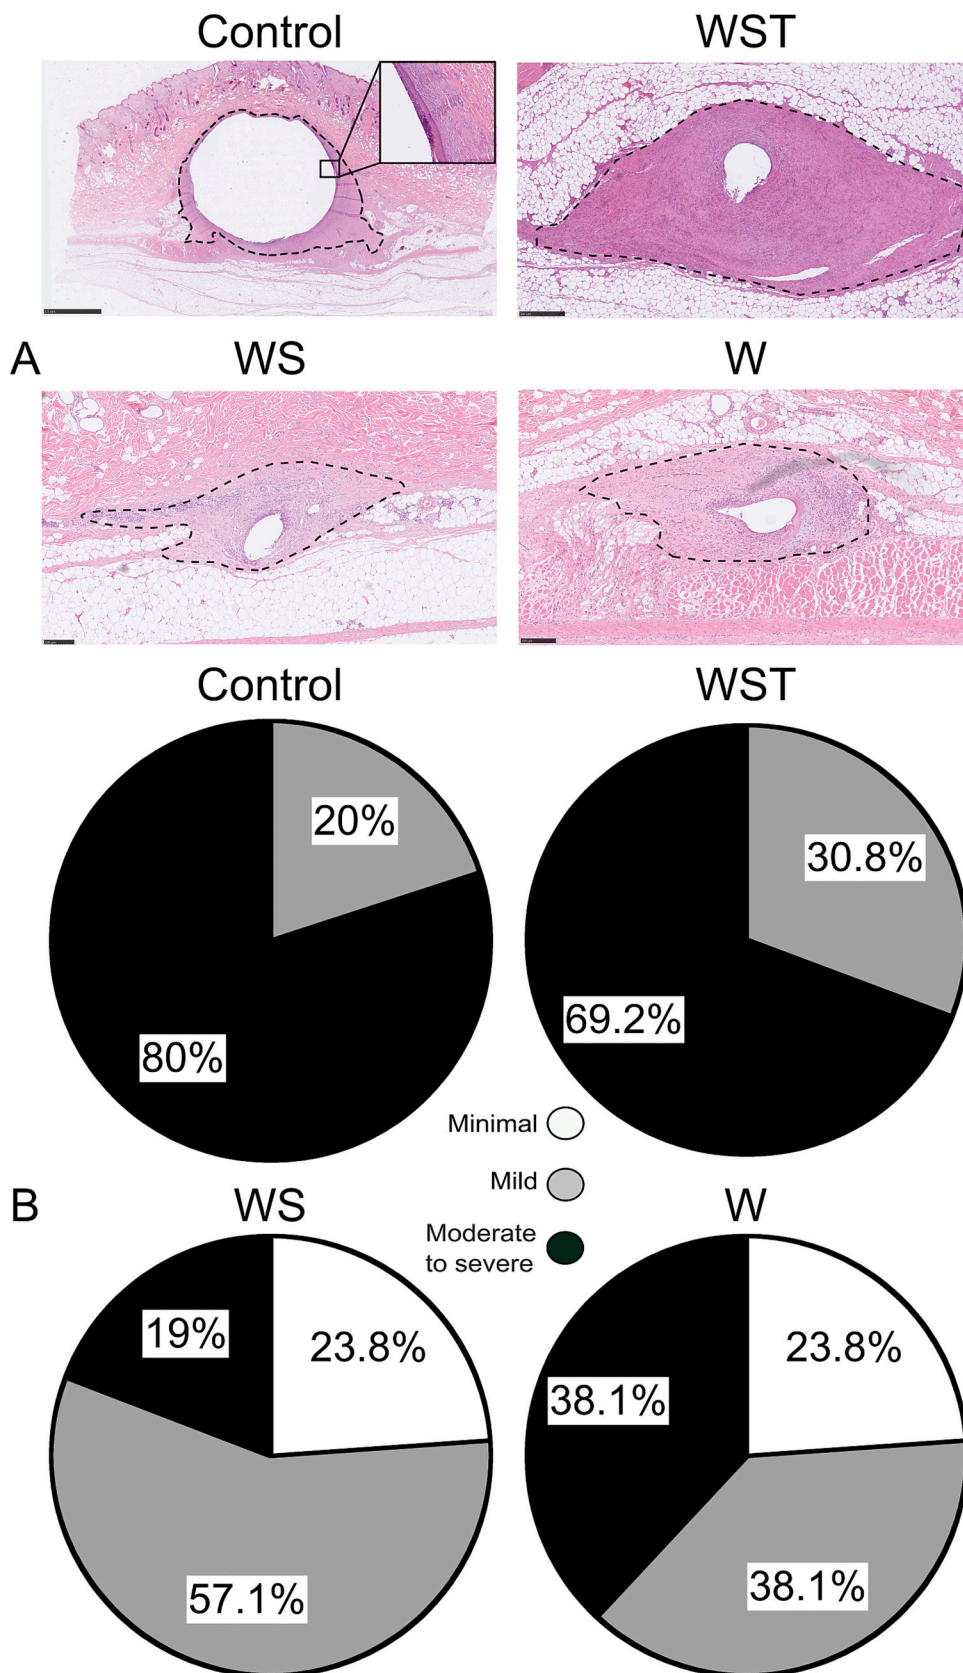 Control WST
A WS W
Control WST
20%
30.8%
69.2%
80%
Minimal
Mild
B WS W
Moderate
to severe
19%
23.8%
23.8%
38.1%
57.1%
38.1%